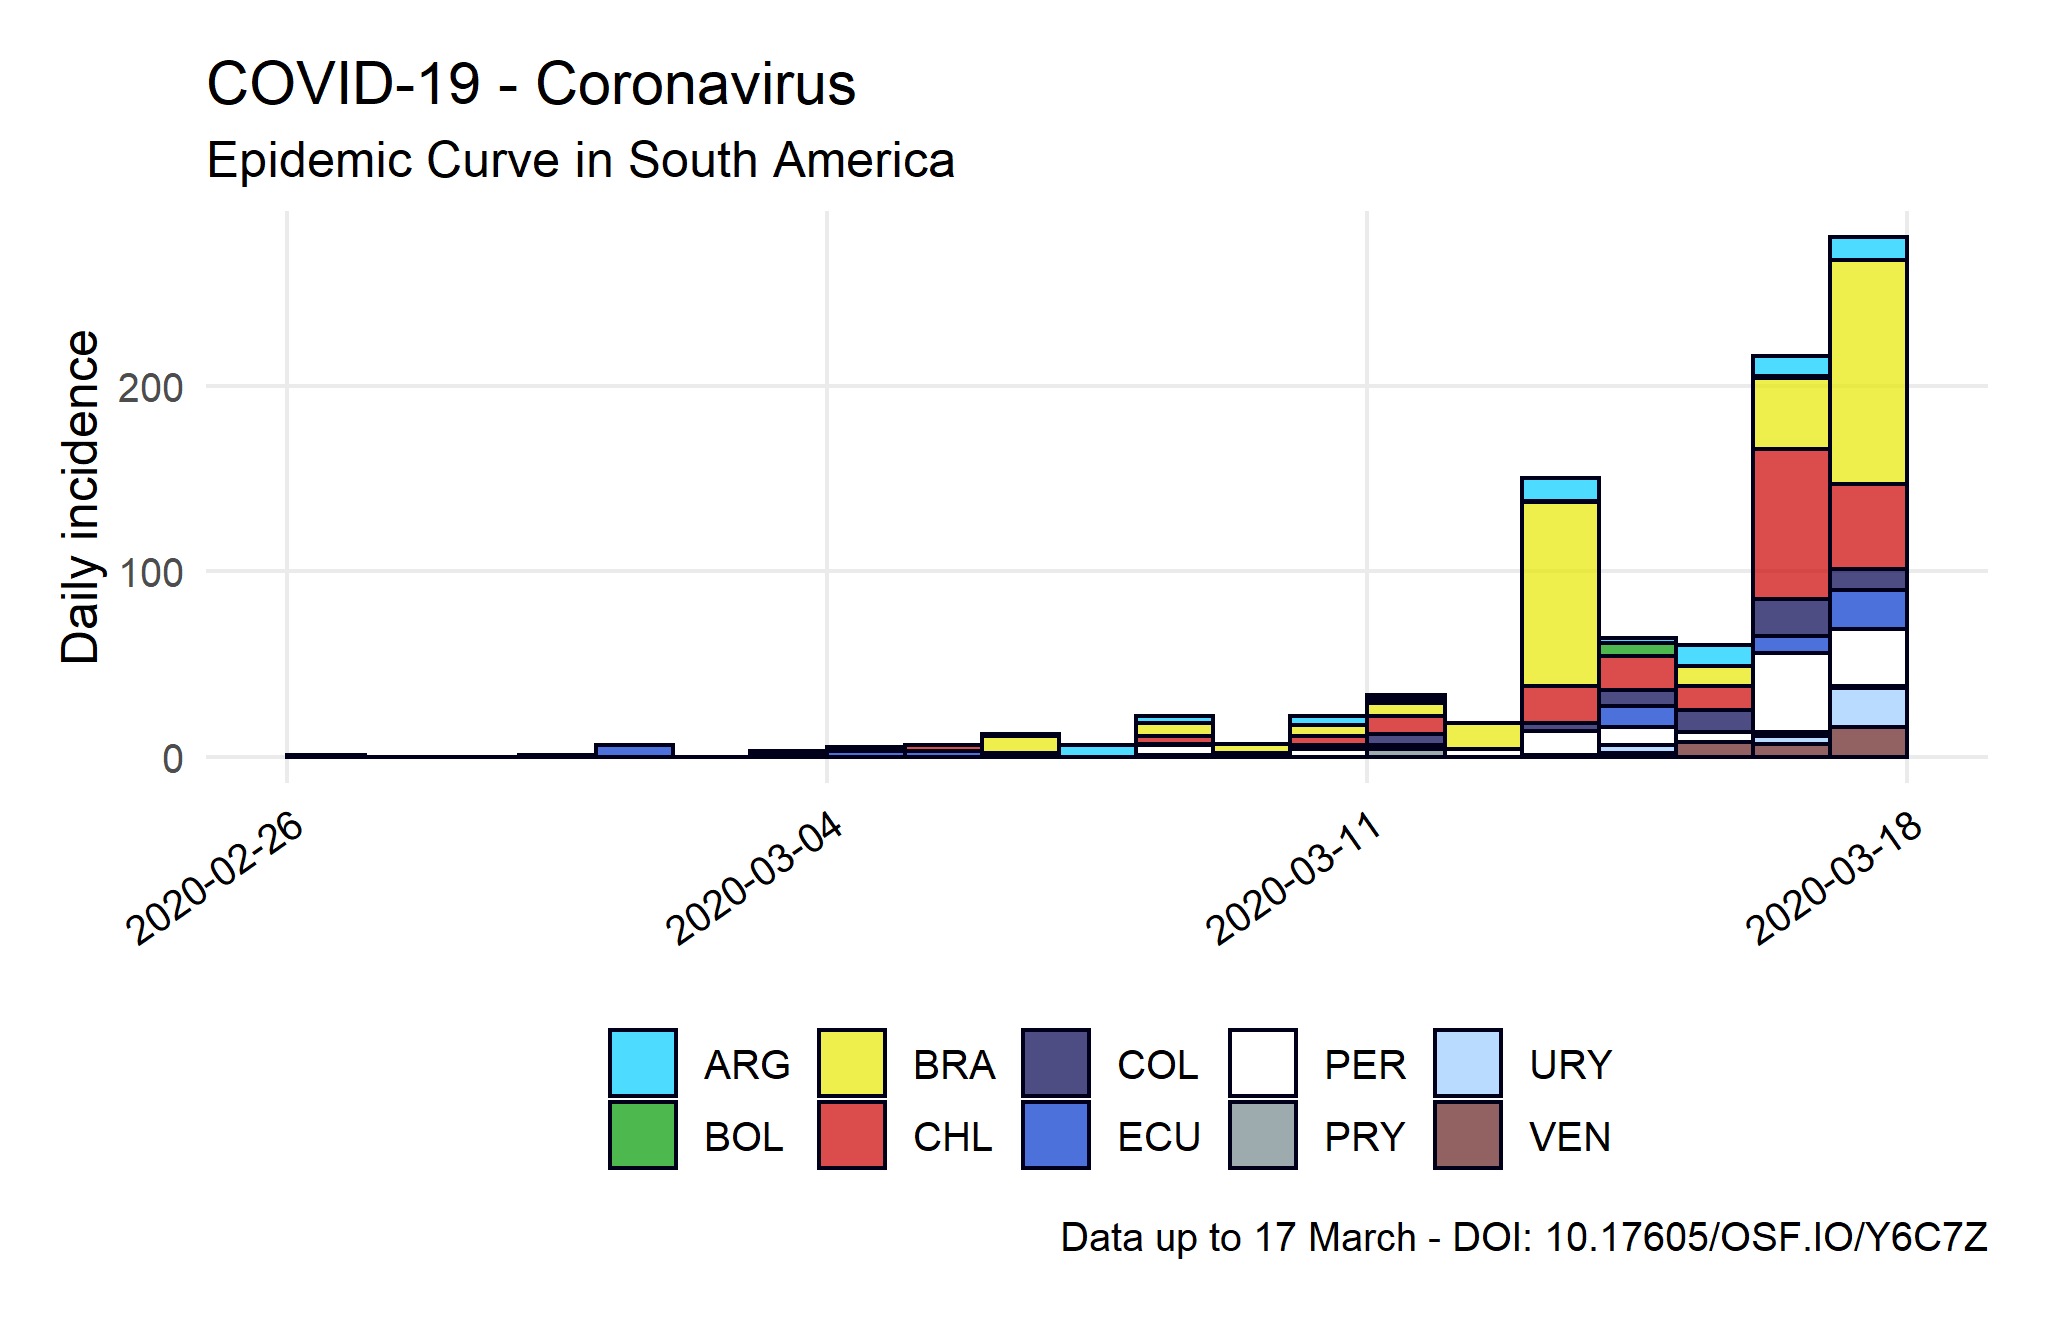 COVID-19 - Coronavirus
Epidemic Curve in South America
Daily incidence
200
100
0
2020-02-26
2020-03-04
2020-03-11
2020-03-18
ARG BRA COL PER URY
BOL CHL ECU PRY VEN
Data up to 17 March - DOI: 10.17605/OSF.IO/Y6C7Z